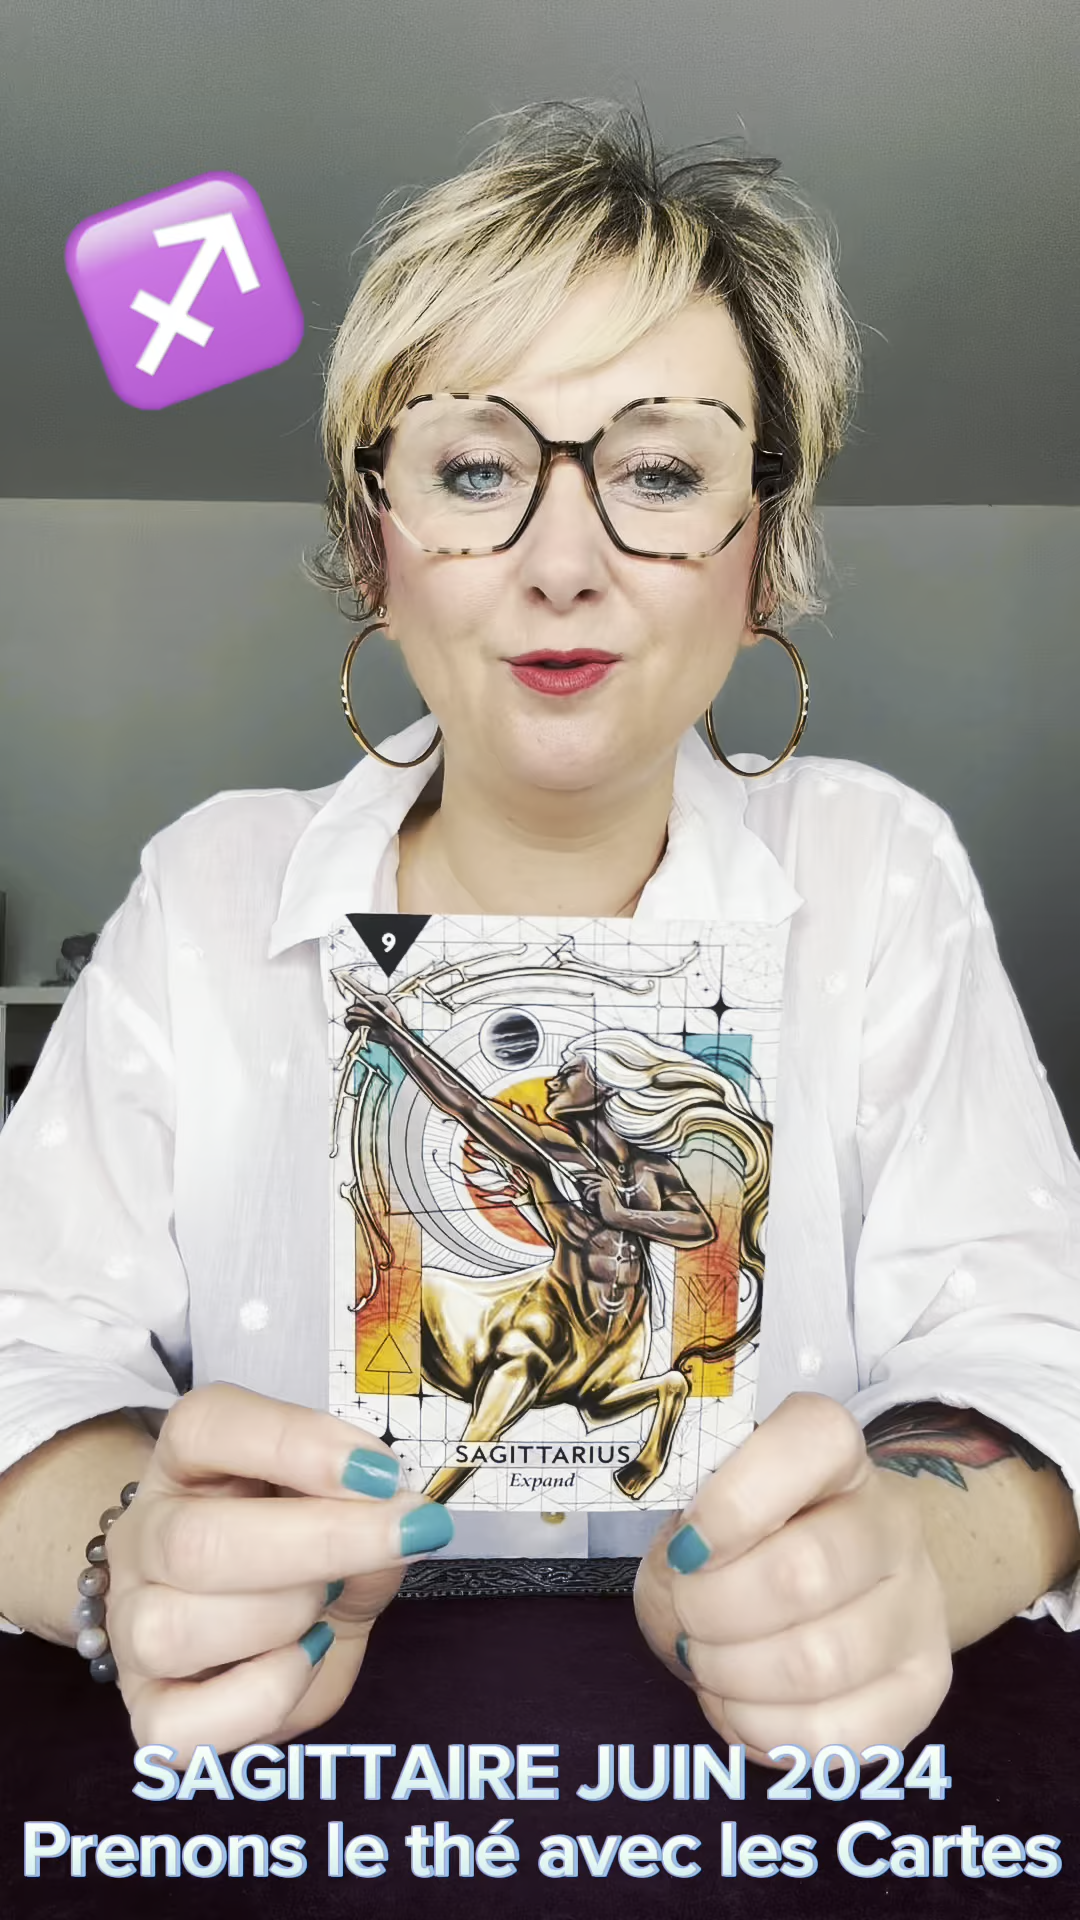 9
SAGITTARIUS
Expand
SAGITTAIRE JUIN 2024
Prenons le thé avec les Cartes